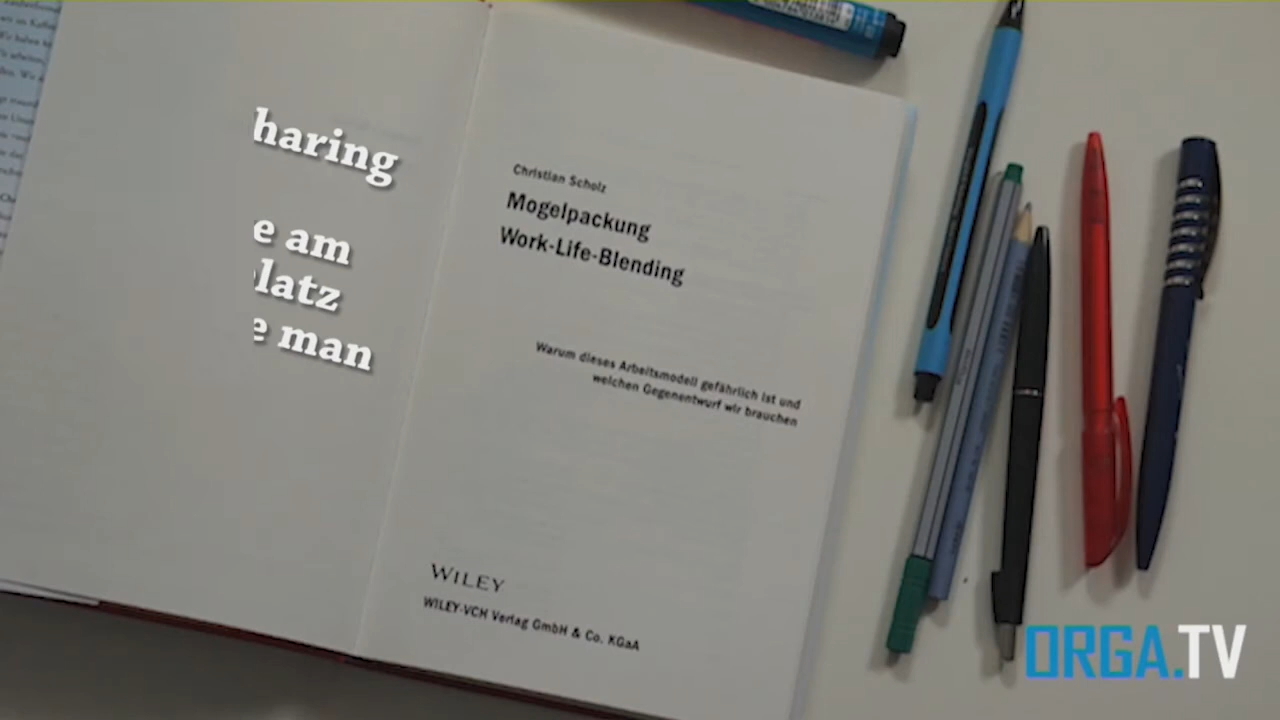 haring
e am
latz
e man
Christian Scholz
Mogelpackung
Work-Life-Blending
Warum dieses Arbeitsmodell gefährlich ist und
welchen Gegenentwurf wir brauchen
WILEY
WILEY-VCH Verlag GmbH & Co. KGaA
ORGA.TV